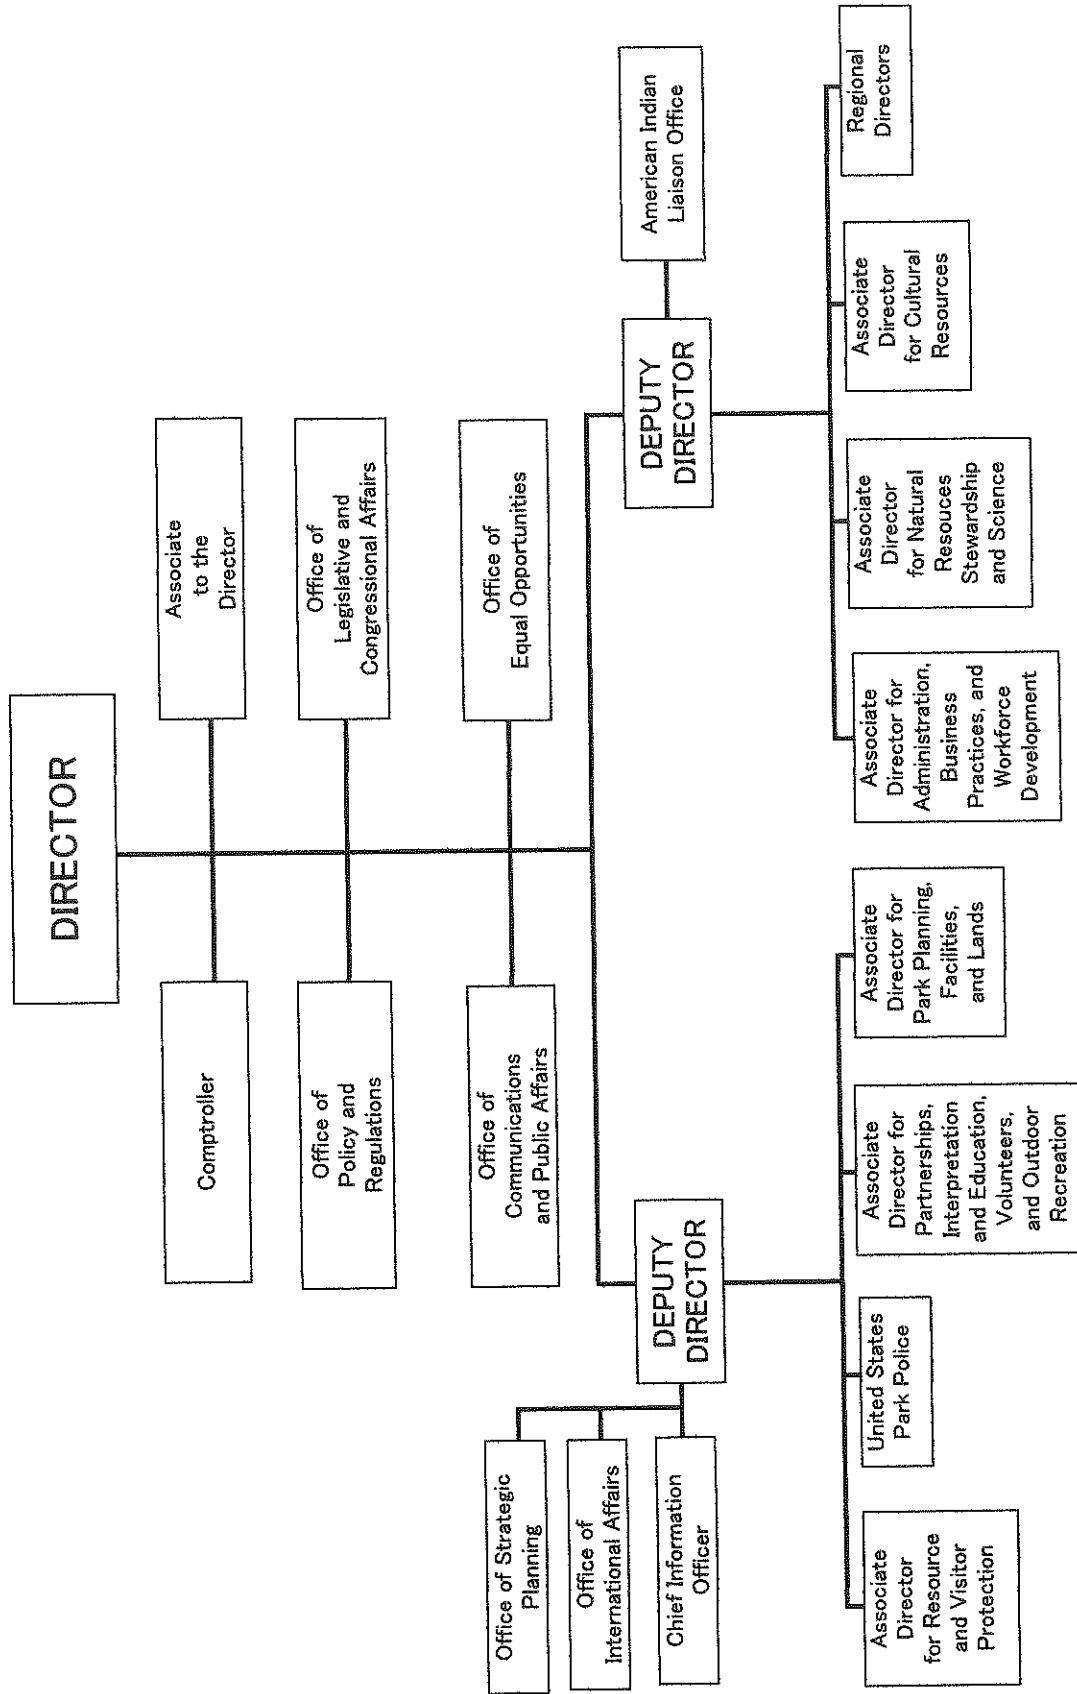 DIRECTOR
Comptroller
Associate
to the
Director
Office of
Policy and
Regulations
Office of
Legislative and
Congressional Affairs
Office of
Communications
and Public Affairs
Office of
Equal Opportunities
Office of Strategic
Planning
Office of
International Affairs
Chief Information
Officer
DEPUTY
DIRECTOR
DEPUTY
DIRECTOR
American Indian
Liaison Office
Associate
Director
for Resource
and Visitor
Protection
United States
Park Police
Associate
Director for
Partnerships,
Interpretation
and Education,
Volunteers,
and Outdoor
Recreation
Associate
Director for
Park Planning,
Facilities,
and Lands
Associate
Director for
Administration,
Business
Practices, and
Workforce
Development
Associate
Director
for Natural
Resouces
Stewardship
and Science
Associate
Director
for Cultural
Resources
Regional
Directors